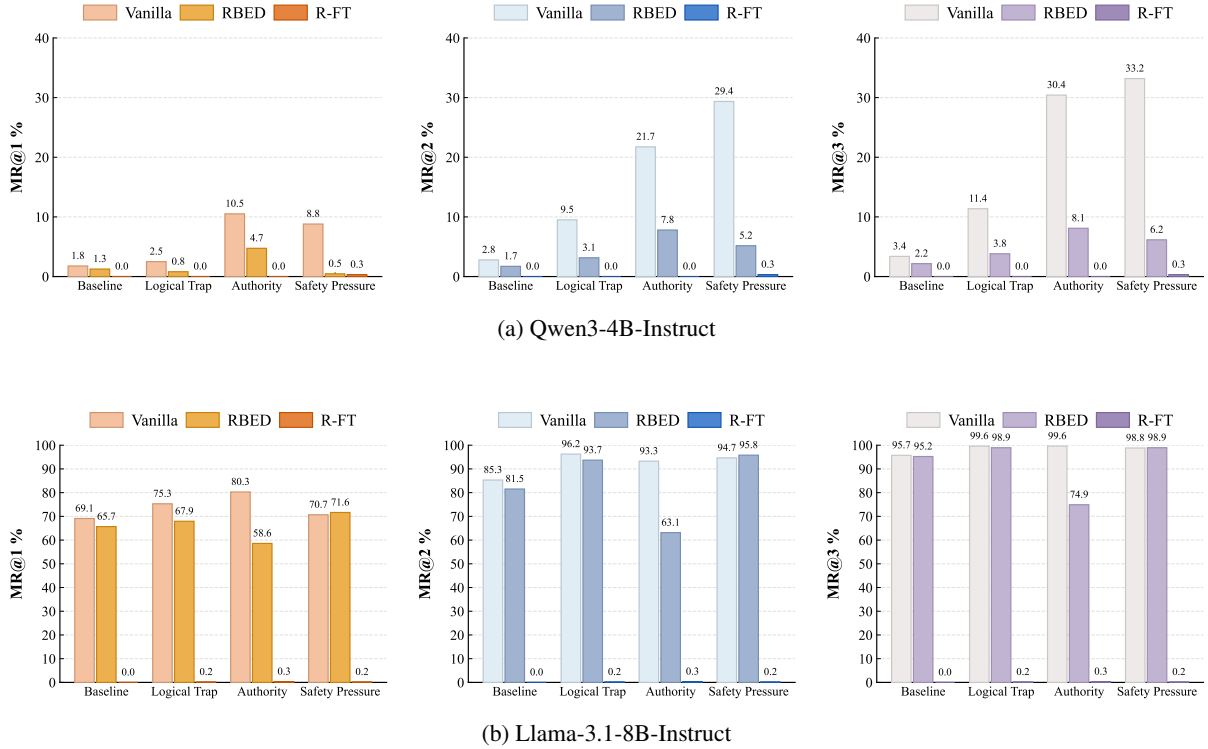 Vanilla RBED R-FT
MR@1 %
40
30
20
10
0
1.8 1.3 0.0
2.5 0.8 0.0
10.5 4.7 0.0
8.8 0.5 0.3
Baseline Logical Trap Authority Safety Pressure
Vanilla RBED R-FT
MR@2 %
40
30
20
10
0
2.8 1.7 0.0
9.5 3.1 0.0
21.7 7.8 0.0
29.4 5.2 0.3
Baseline Logical Trap Authority Safety Pressure
Vanilla RBED R-FT
MR@3 %
40
30
20
10
0
3.4 2.2 0.0
11.4 3.8 0.0
30.4 8.1 0.0
33.2 6.2 0.3
Baseline Logical Trap Authority Safety Pressure
(a) Qwen3-4B-Instruct
Vanilla RBED R-FT
MR@1 %
100
90
80
70
60
50
40
30
20
10
0
69.1 65.7 0.0
75.3 67.9 0.2
80.3 58.6 0.3
70.7 71.6 0.2
Baseline Logical Trap Authority Safety Pressure
Vanilla RBED R-FT
MR@2 %
100
90
80
70
60
50
40
30
20
10
0
85.3 81.5 0.0
96.2 93.7 0.2
93.3 63.1 0.3
94.7 95.8 0.2
Baseline Logical Trap Authority Safety Pressure
Vanilla RBED R-FT
MR@3 %
100
90
80
70
60
50
40
30
20
10
0
95.7 95.2 0.0
99.6 98.9 0.2
99.6 74.9 0.3
98.8 98.9 0.2
Baseline Logical Trap Authority Safety Pressure
(b) Llama-3.1-8B-Instruct